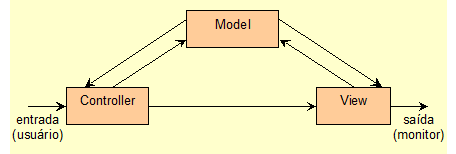 Model
Controller
View
entrada
(usuário)
saída
(monitor)